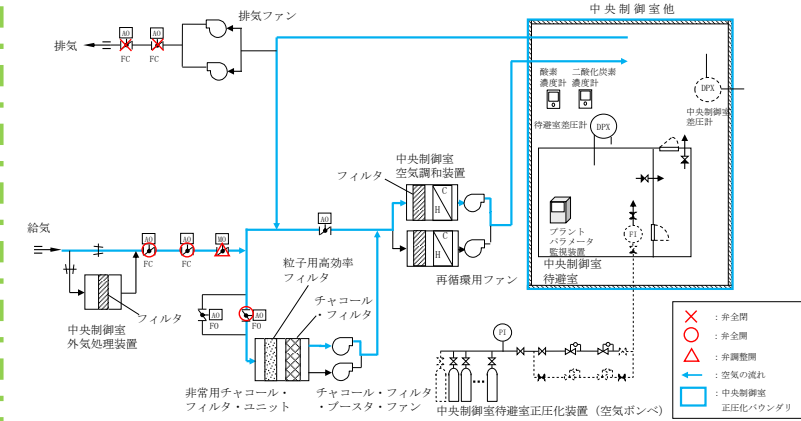 中央制御室他
排気ファン
排気
AO
AO
FC
FC
酸素
濃度計
二酸化炭素
濃度計
DPX
中央制御室
差圧計
待避室差圧計
DPX
中央制御室
空気調和装置
フィルタ
C
H
C
H
再循環用ファン
給気
AO
AO
MO
FC
FC
AO
フィルタ
中央制御室
外気処理装置
粒子用高効率
フィルタ
チャコール
・フィルタ
AO
FO
AO
FO
非常用チャコール・
フィルタ・ユニット
チャコール・フィルタ
・ブースタ・ファン
プラント
パラメータ
監視装置
FI
中央制御室
待避室
PI
中央制御室待避室正圧化装置（空気ボンベ）
：弁全閉
：弁全開
：弁調整開
：空気の流れ
：中央制御室
正圧化バウンダリ